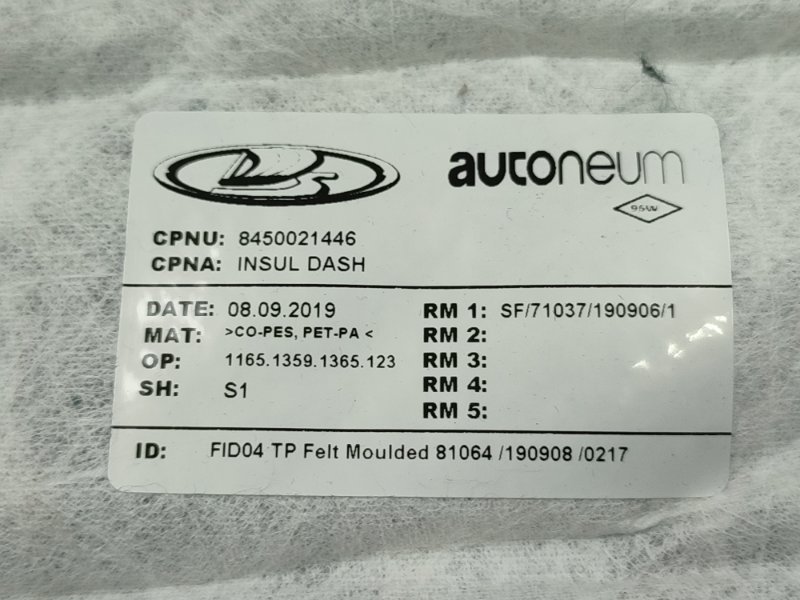 autoneum
95W
CPNU: 8450021446
CPNA: INSUL DASH
DATE: 08.09.2019
MAT: >CO-PES, PET-PA <
OP: 1165.1359.1365.123
SH: S1
RM 1: SF/71037/190906/1
RM 2:
RM 3:
RM 4:
RM 5:
ID: FID04 TP Felt Moulded 81064 /190908 /0217